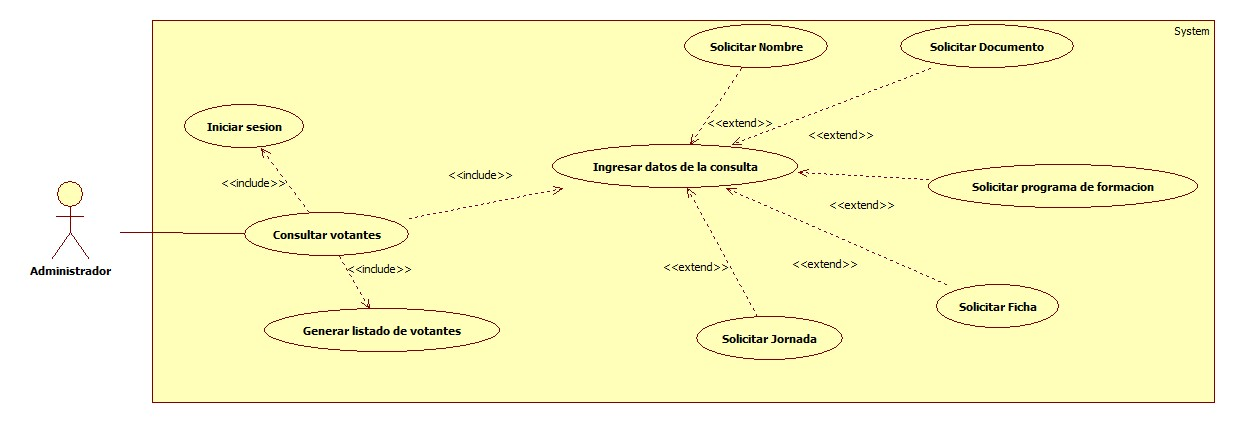 System
Solicitar Nombre
Solicitar Documento
Iniciar sesion
<<extend>>
<<extend>>
Ingresar datos de la consulta
<<include>>
<<include>>
Solicitar programa de formacion
<<extend>>
Consultar votantes
Administrador
<<include>>
<<extend>>
<<extend>>
Solicitar Ficha
Generar listado de votantes
Solicitar Jornada